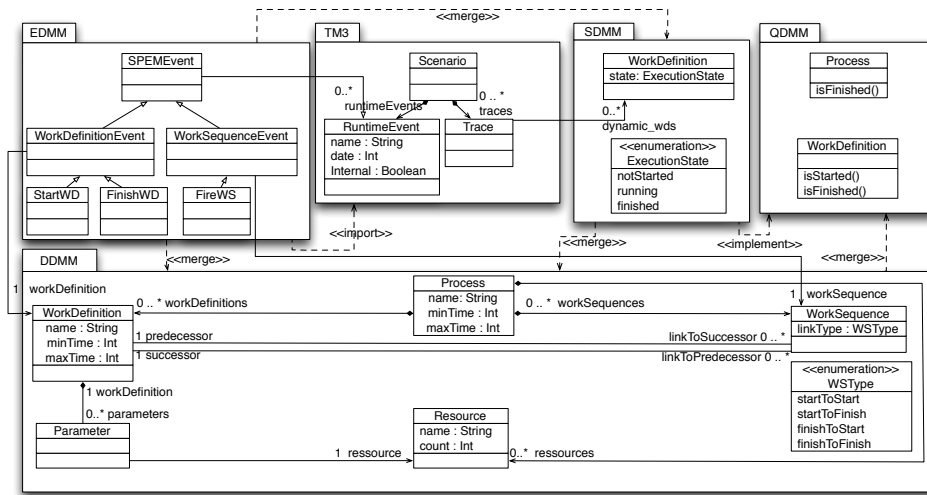 <<merge>>
EDMM
TM3
SDMM
QDMM
SPEMEvent
Scenario
WorkDefinition
state: ExecutionState
Process
isFinished()
0..*
runtimeEvents
0 .. *
traces
0..*
dynamic_wds
WorkDefinitionEvent
WorkSequenceEvent
RuntimeEvent
name : String
date : Int
Internal : Boolean
Trace
<<enumeration>>
ExecutionState
notStarted
running
finished
WorkDefinition
isStarted()
isFinished()
StartWD
FinishWD
FireWS
<<import>>
<<merge>>
<<implement>>
<<merge>>
DDMM
1 workDefinition
0 .. * workDefinitions
Process
name: String
minTime : Int
maxTime : Int
0 .. * workSequences
1 workSequence
WorkDefinition
name : String
minTime : Int
maxTime : Int
WorkSequence
linkType : WSType
1 predecessor
linkToSuccessor 0 .. *
1 successor
linkToPredecessor 0 .. *
<<enumeration>>
WSType
startToStart
startToFinish
finishToStart
finishToFinish
1 workDefinition
0..* parameters
Parameter
Resource
name : String
count : Int
1 ressource
0..* ressources